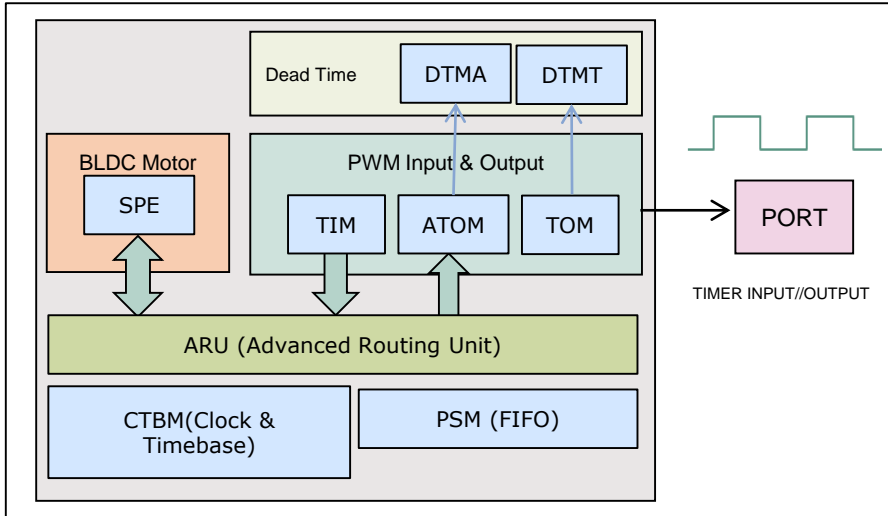 Dead Time
DTMA
DTMT
BLDC Motor
SPE
PWM Input & Output
TIM
ATOM
TOM
PORT
TIMER INPUT//OUTPUT
ARU (Advanced Routing Unit)
CTBM(Clock &
Timebase)
PSM (FIFO)